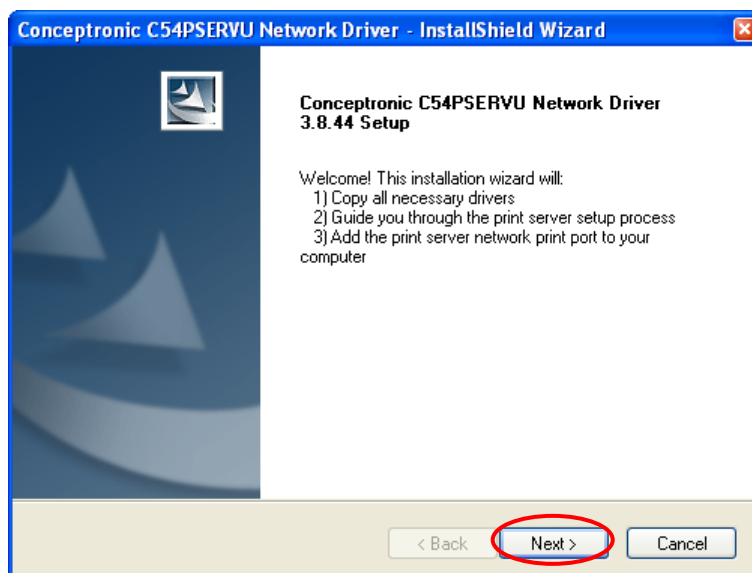 Conceptronic C54PSERVU Network Driver - InstallShield Wizard
Conceptronic C54PSERVU Network Driver
3.8.44 Setup
Welcome! This installation wizard will:
1) Copy all necessary drivers
2) Guide you through the print server setup process
3) Add the print server network print port to your
computer
< Back
Next >
Cancel